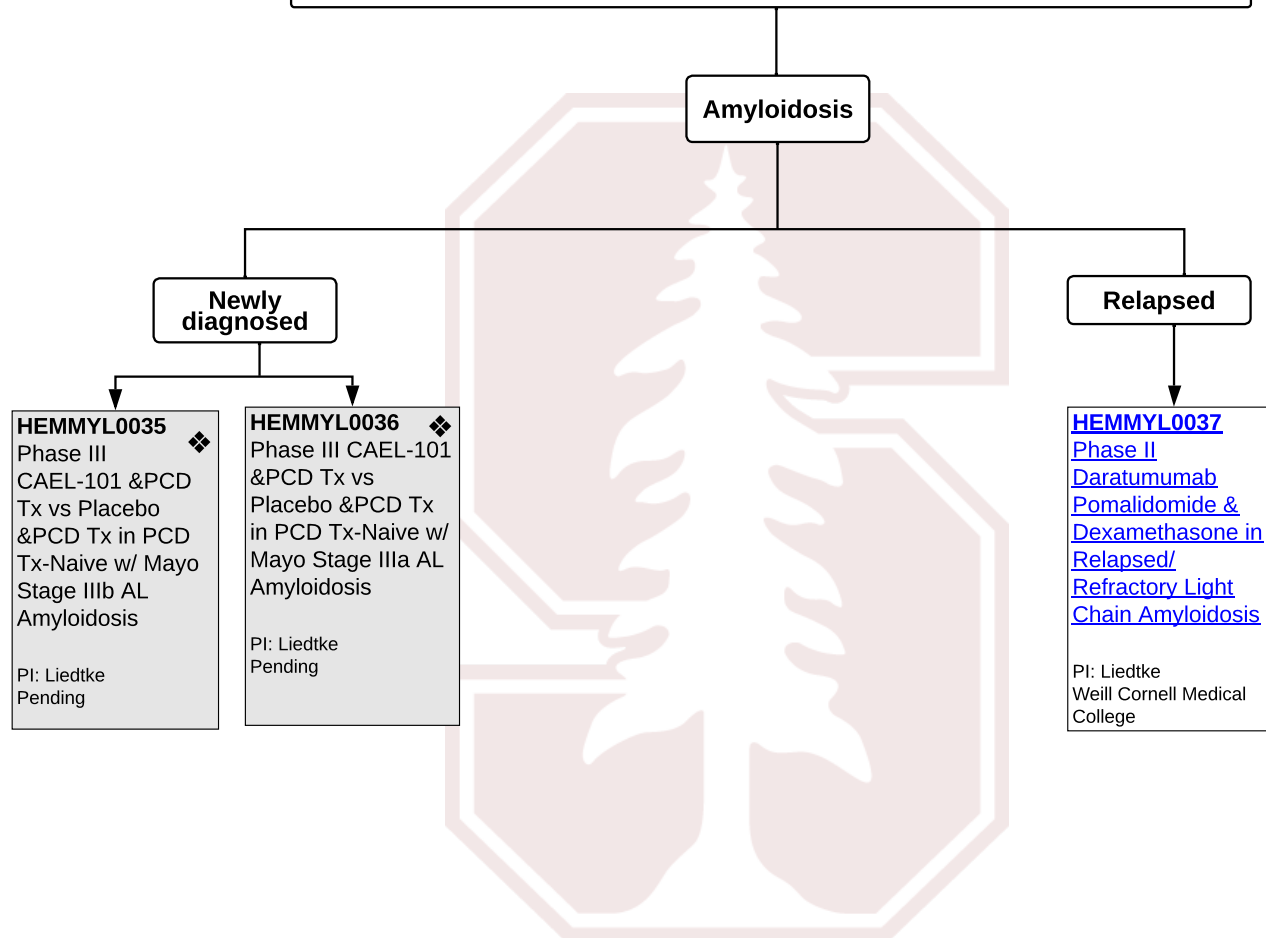 Amyloidosis
Newly
diagnosed
Relapsed
HEMMYL0035
Phase III
CAEL-101 &PCD
Tx vs Placebo
&PCD Tx in PCD
Tx-Naive w/ Mayo
Stage IIIb AL
Amyloidosis
PI: Liedtke
Pending
HEMMYL0036
Phase III CAEL-101
&PCD Tx vs
Placebo &PCD Tx
in PCD Tx-Naive w/
Mayo Stage IIIa AL
Amyloidosis
PI: Liedtke
Pending
HEMMYL0037
Phase II
Daratumumab
Pomalidomide &
Dexamethasone in
Relapsed/
Refractory Light
Chain Amyloidosis
PI: Liedtke
Weill Cornell Medical
College